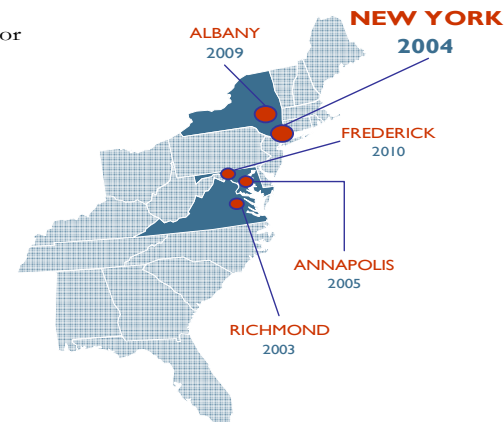 or
NEW YORK
2004
ALBANY
2009
FREDERICK
2010
ANNAPOLIS
2005
RICHMOND
2003